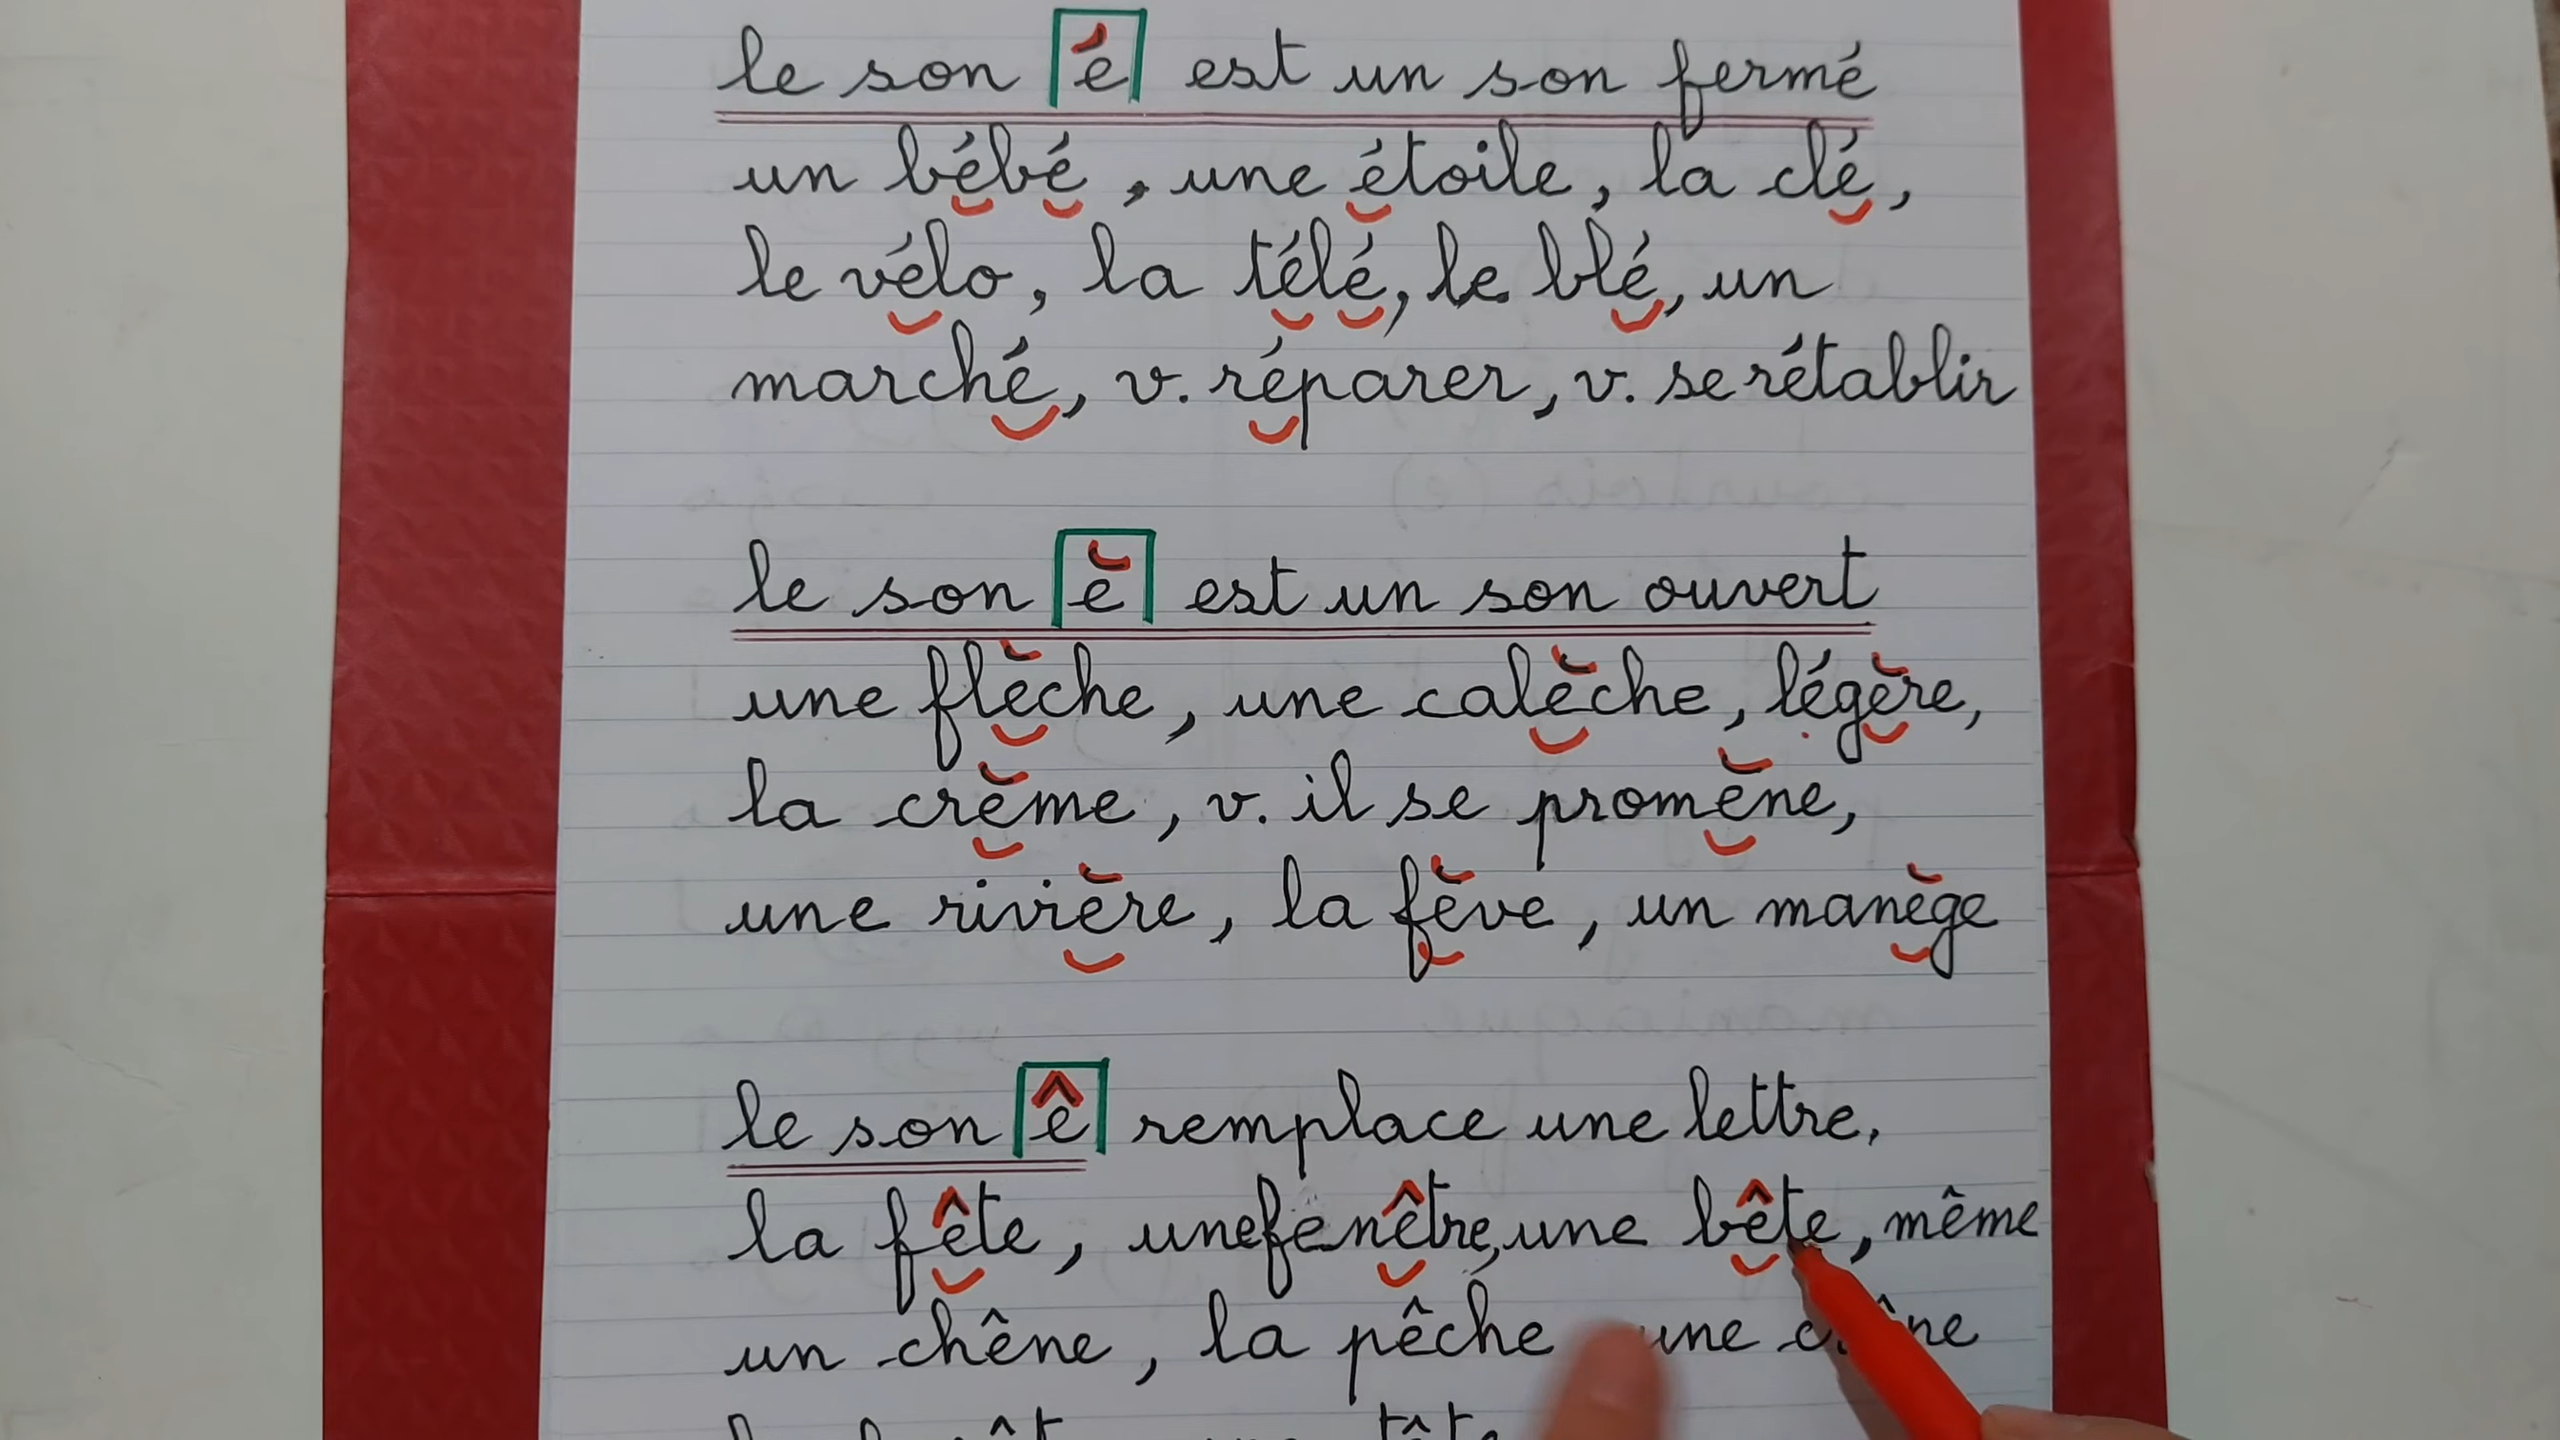 le son é est un son fermé
un bébé, une étoile, la clé,
le vélo, la télé, le blé, un
marché, v. réparer, v. se rétablir
le son è est un son ouvert
une flèche, une calèche, légère,
la crème, v. il se promène,
une rivière, la fève, un manège
le son ê remplace une lettre.
la fête, une fenêtre, une bête, même
un chêne, la pêche une